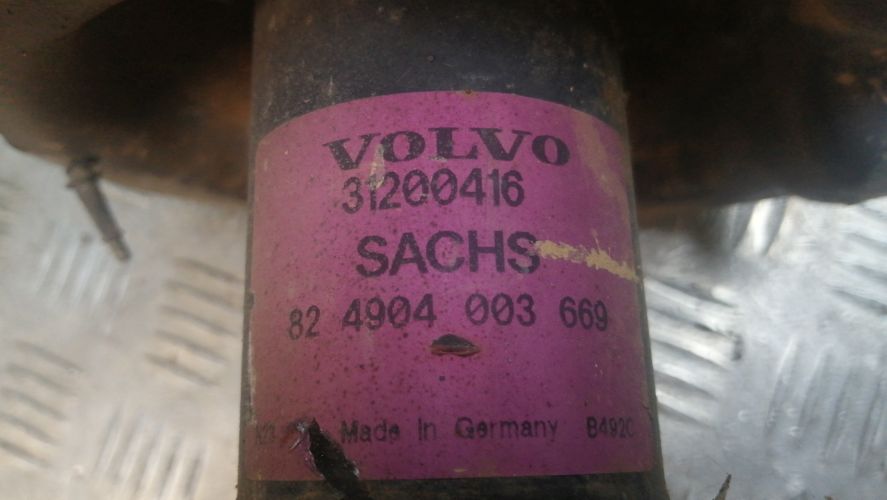 VOLVO
31200416
SACHS
82 4904 003 669
Made In Germany B492C